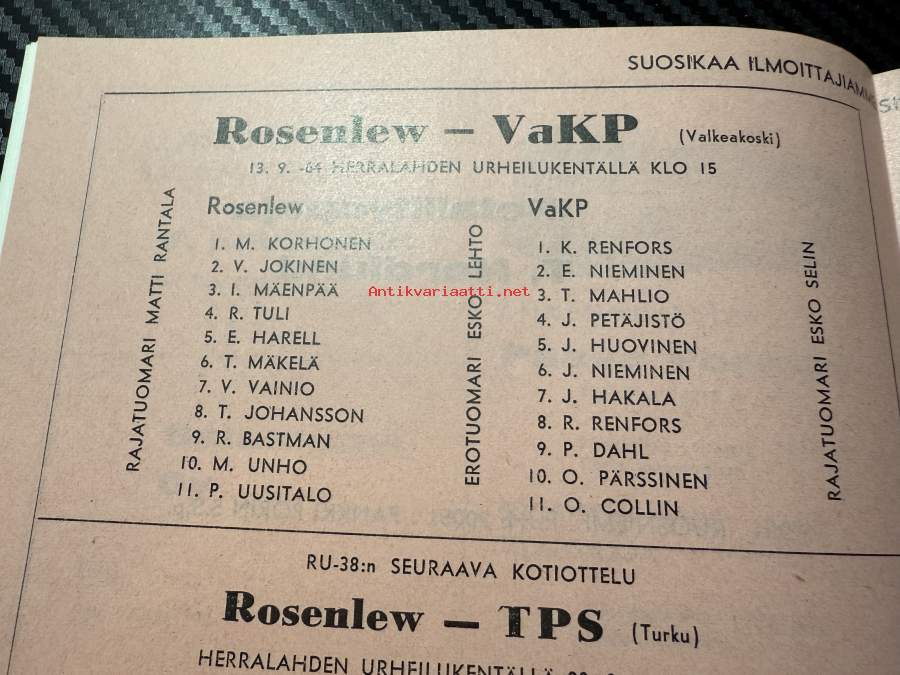 SUOSIKAA ILMOITTAJIAMME
Rosenlew — VaKP (Valkeakoski)
13. 9. -64 HERRALAHDEN URHEILUKENTÄLLÄ KLO 15
RAJATUOMARI MATTI RANTALA
Rosenlew
1. M. KORHONEN
2. V. JOKINEN
3. I. MÄENPÄÄ
4. R. TULI
5. E. HARELL
6. T. MÄKELÄ
7. V. VAINIO
8. T. JOHANSSON
9. R. BASTMAN
10. M. UNHO
11. P. UUSITALO
EROTUOMARI ESKO LEHTO
VaKP
1. K. RENFORS
2. E. NIEMINEN
3. T. MAHLIO
4. J. PETÄJISTÖ
5. J. HUOVINEN
6. J. NIEMINEN
7. J. HAKALA
8. R. RENFORS
9. P. DAHL
10. O. PÄRSSINEN
11. O. COLLIN
RAJATUOMARI ESKO SELIN
Antikvariaatti.net
RU-38:n SEURAAVA KOTIOTTELU
Rosenlew — TPS (Turku)
HERRALAHDEN URHEILUKENTÄLLÄ